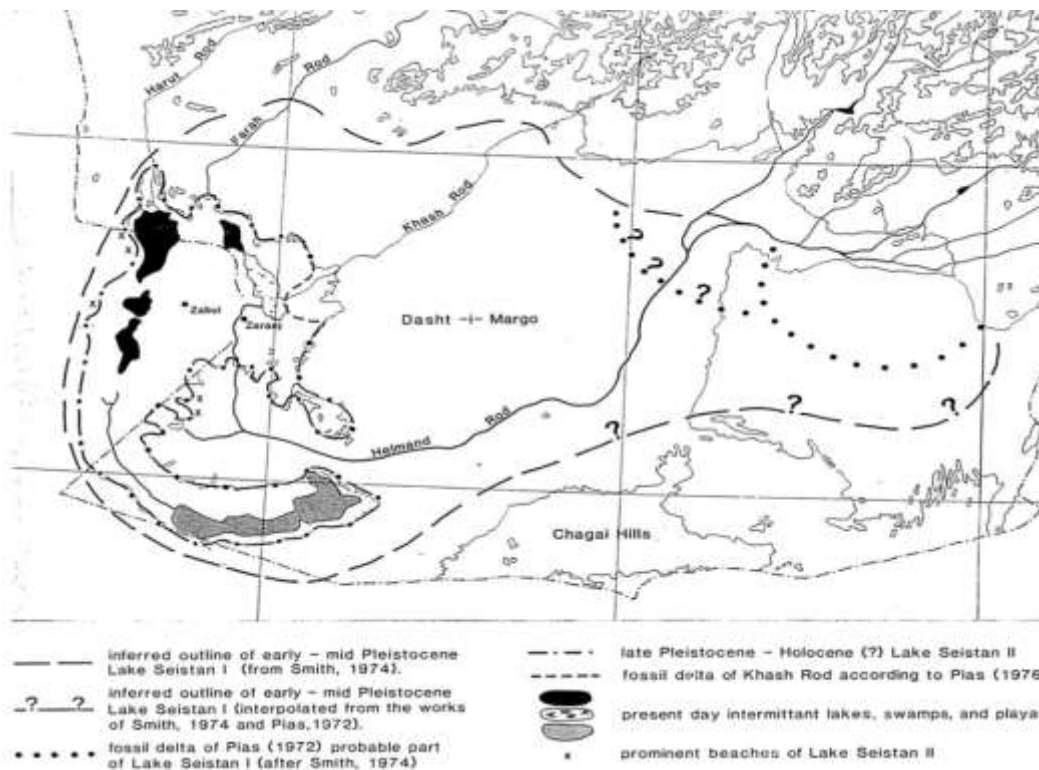 Harut Rod
Farah Rod
Khash Rod
?
Dasht -i- Margo
?
x
x
x
Zabul
Zaranj
?
?
?
x
x
Helmand Rod
Chagai Hills
inferred outline of early - mid Pleistocene
Lake Seistan I (from Smith, 1974).
? ? inferred outline of early - mid Pleistocene
Lake Seistan I (interpolated from the works
of Smith, 1974 and Pias, 1972).
fossil delta of Pias (1972) probable part
of Lake Seistan I (after Smith, 1974)
late Pleistocene - Holocene (?) Lake Seistan II
fossil delta of Khash Rod according to Pias (1976
present day intermittant lakes, swamps, and playa
x prominent beaches of Lake Seistan II